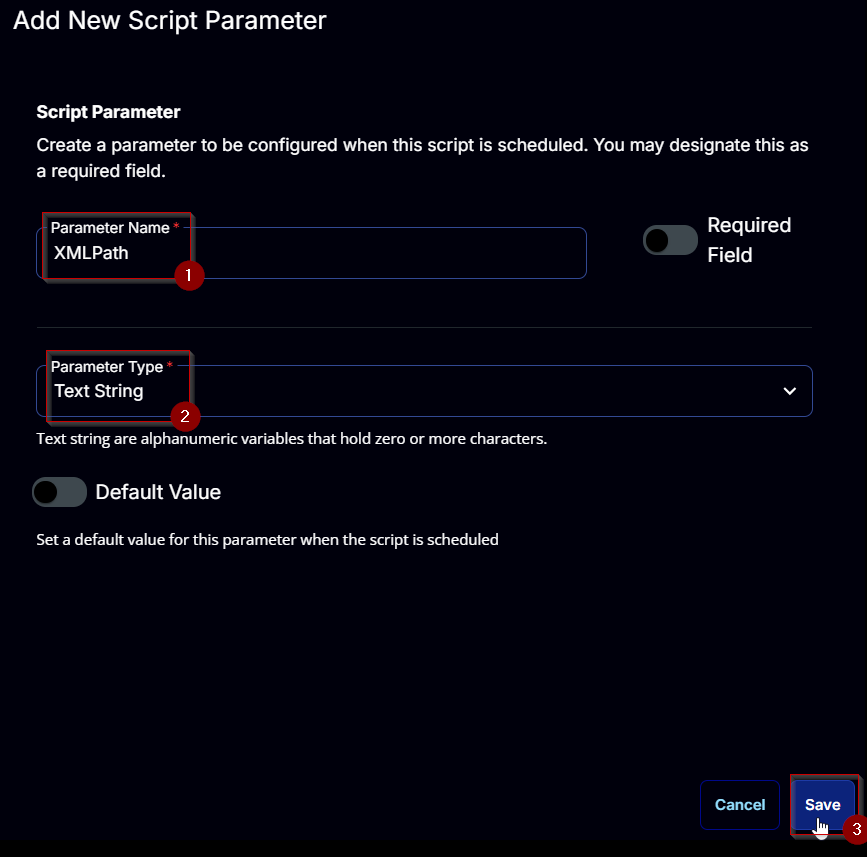 Add New Script Parameter
Script Parameter
Create a parameter to be configured when this script is scheduled. You may designate this as
a required field.
Parameter Name *
XMLPath
1
Required
Field
Parameter Type *
Text String
2
Text string are alphanumeric variables that hold zero or more characters.
Default Value
Set a default value for this parameter when the script is scheduled
Cancel
Save
3